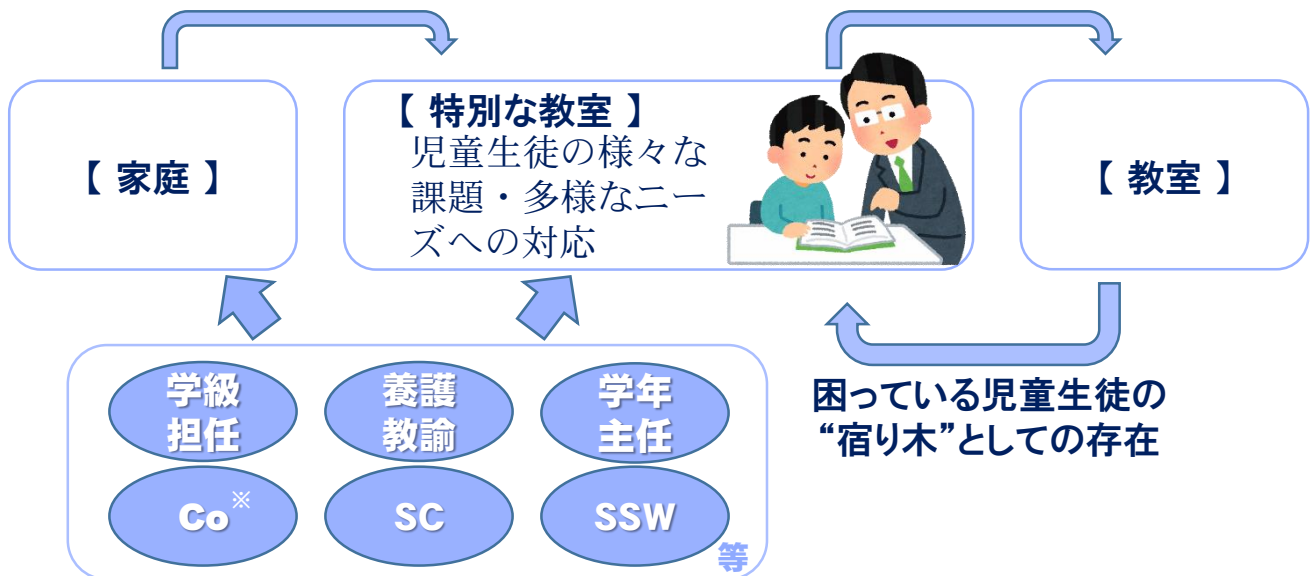 【 家庭 】
【 特別な教室 】
児童生徒の様々な
課題・多様なニー
ズへの対応
【 教室 】
困っている児童生徒の
“宿り木”としての存在
学級
担任
養護
教諭
学年
主任
Co※
SC
SSW
等